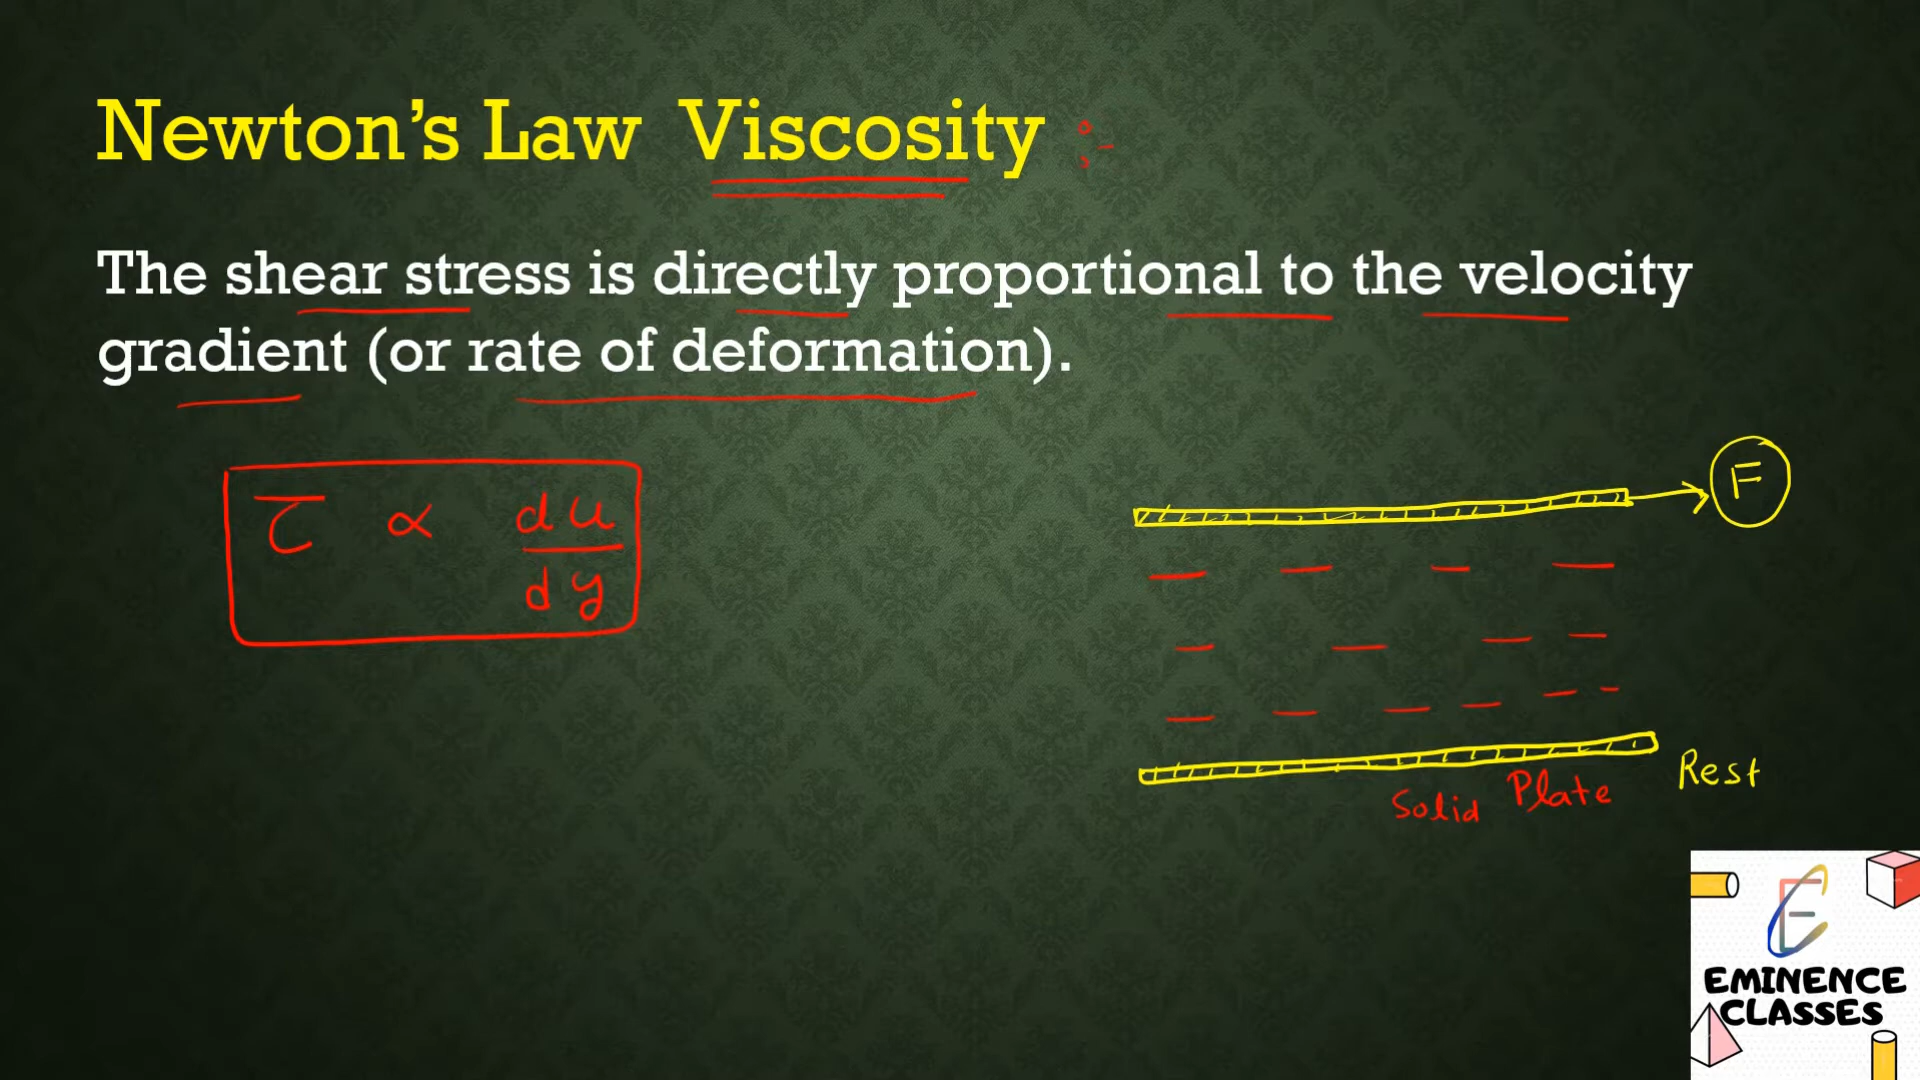 Newton's Law Viscosity :-
The shear stress is directly proportional to the velocity
gradient (or rate of deformation).
τ ∝ du/dy
F
Rest
Solid Plate
E
EMINENCE
CLASSES